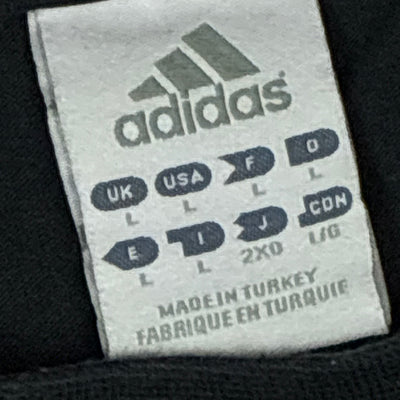 adidas
UK USA F D
L L L L
E I J CDN
L L 2XO L/G
MADE IN TURKEY
FABRIQUE EN TURQUIE